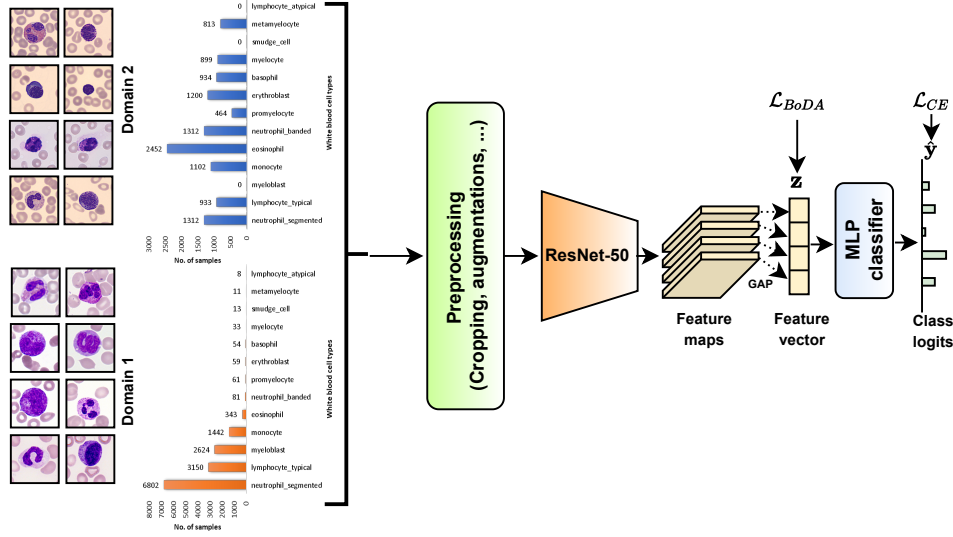 Domain 2
0 lymphocyte_atypical
813 metamyelocyte
0 smudge_cell
899 myelocyte
934 basophil
1200 erythroblast
464 promyelocyte
1312 neutrophil_banded
2452 eosinophil
1102 monocyte
0 myeloblast
933 lymphocyte_typical
1312 neutrophil_segmented
3000 2500 2000 1500 1000 500 0
No. of samples
White blood cell types
Domain 1
8 lymphocyte_atypical
11 metamyelocyte
13 smudge_cell
33 myelocyte
54 basophil
59 erythroblast
61 promyelocyte
81 neutrophil_banded
343 eosinophil
1442 monocyte
2624 myeloblast
3150 lymphocyte_typical
6802 neutrophil_segmented
8000 7000 6000 5000 4000 3000 2000 1000 0
No. of samples
White blood cell types
Preprocessing
(Cropping, augmentations, ...)
ResNet-50
Feature
maps
GAP
ℒ_BoDA
z
Feature
vector
MLP
classifier
ℒ_CE
ŷ
Class
logits